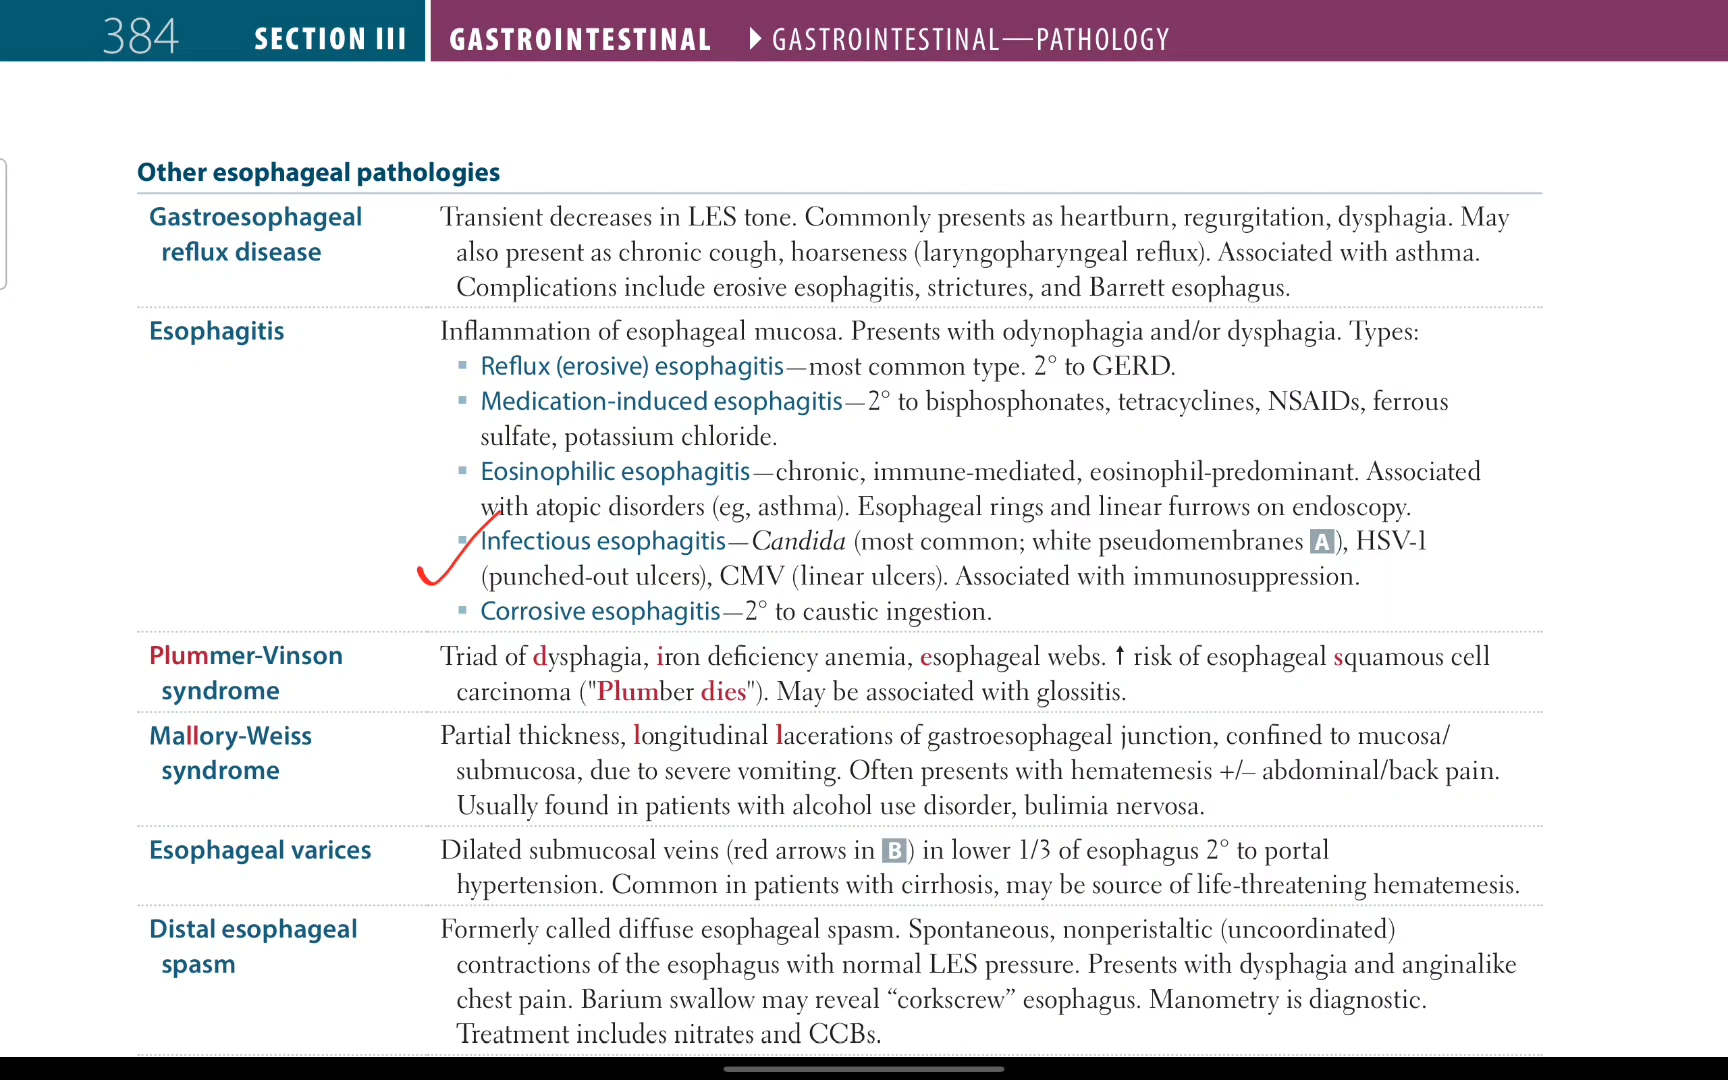 384 SECTION III GASTROINTESTINAL ▶ GASTROINTESTINAL—PATHOLOGY
Other esophageal pathologies
Gastroesophageal
reflux disease
Transient decreases in LES tone. Commonly presents as heartburn, regurgitation, dysphagia. May
also present as chronic cough, hoarseness (laryngopharyngeal reflux). Associated with asthma.
Complications include erosive esophagitis, strictures, and Barrett esophagus.
Esophagitis
Inflammation of esophageal mucosa. Presents with odynophagia and/or dysphagia. Types:
▪ Reflux (erosive) esophagitis—most common type. 2° to GERD.
▪ Medication-induced esophagitis—2° to bisphosphonates, tetracyclines, NSAIDs, ferrous
sulfate, potassium chloride.
▪ Eosinophilic esophagitis—chronic, immune-mediated, eosinophil-predominant. Associated
with atopic disorders (eg, asthma). Esophageal rings and linear furrows on endoscopy.
▪ Infectious esophagitis—Candida (most common; white pseudomembranes A), HSV-1
(punched-out ulcers), CMV (linear ulcers). Associated with immunosuppression.
▪ Corrosive esophagitis—2° to caustic ingestion.
Plummer-Vinson
syndrome
Triad of dysphagia, iron deficiency anemia, esophageal webs. ↑ risk of esophageal squamous cell
carcinoma ("Plumber dies"). May be associated with glossitis.
Mallory-Weiss
syndrome
Partial thickness, longitudinal lacerations of gastroesophageal junction, confined to mucosa/
submucosa, due to severe vomiting. Often presents with hematemesis +/– abdominal/back pain.
Usually found in patients with alcohol use disorder, bulimia nervosa.
Esophageal varices
Dilated submucosal veins (red arrows in B) in lower 1/3 of esophagus 2° to portal
hypertension. Common in patients with cirrhosis, may be source of life-threatening hematemesis.
Distal esophageal
spasm
Formerly called diffuse esophageal spasm. Spontaneous, nonperistaltic (uncoordinated)
contractions of the esophagus with normal LES pressure. Presents with dysphagia and anginalike
chest pain. Barium swallow may reveal “corkscrew” esophagus. Manometry is diagnostic.
Treatment includes nitrates and CCBs.